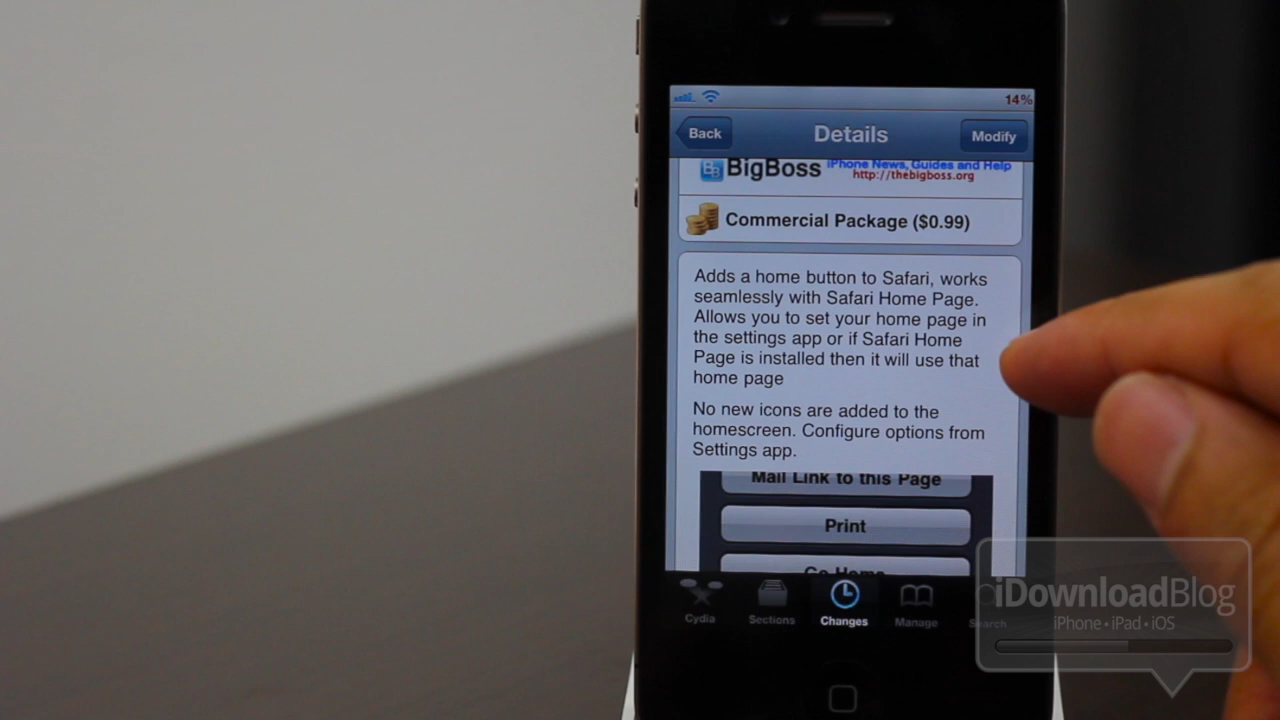 14%
Back
Details
Modify
BigBoss
iPhone News, Guides and Help
http://thebigboss.org
Commercial Package ($0.99)
Adds a home button to Safari, works
seamlessly with Safari Home Page.
Allows you to set your home page in
the settings app or if Safari Home
Page is installed then it will use that
home page
No new icons are added to the
homescreen. Configure options from
Settings app.
Mail Link to this Page
Print
Go Home
Cydia
Sections
Changes
Manage
Search
iDownloadBlog
iPhone • iPad • iOS